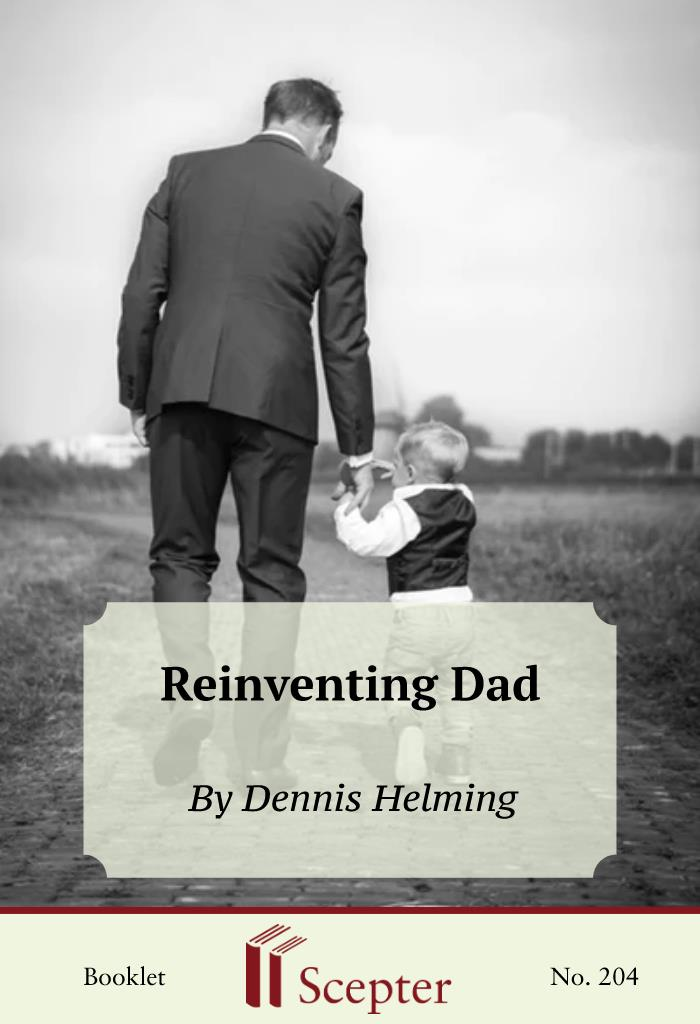 Reinventing Dad
By Dennis Helming
Booklet
Scepter
No. 204